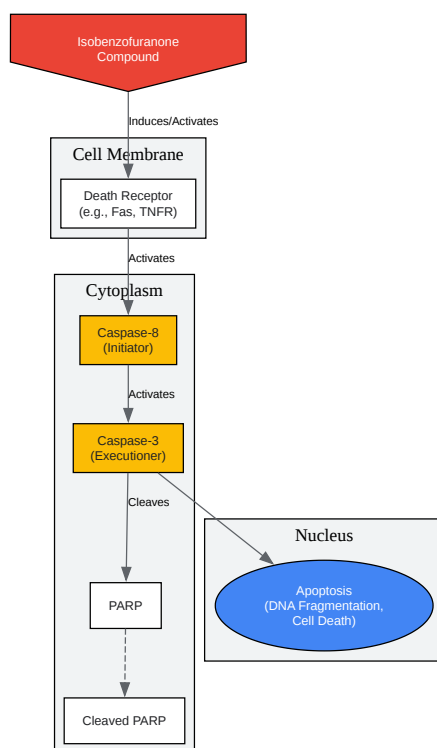 Isobenzofuranone
Compound
Induces/Activates
Cell Membrane
Death Receptor
(e.g., Fas, TNFR)
Activates
Cytoplasm
Caspase-8
(Initiator)
Activates
Caspase-3
(Executioner)
Cleaves
Nucleus
Apoptosis
(DNA Fragmentation,
Cell Death)
PARP
Cleaved PARP